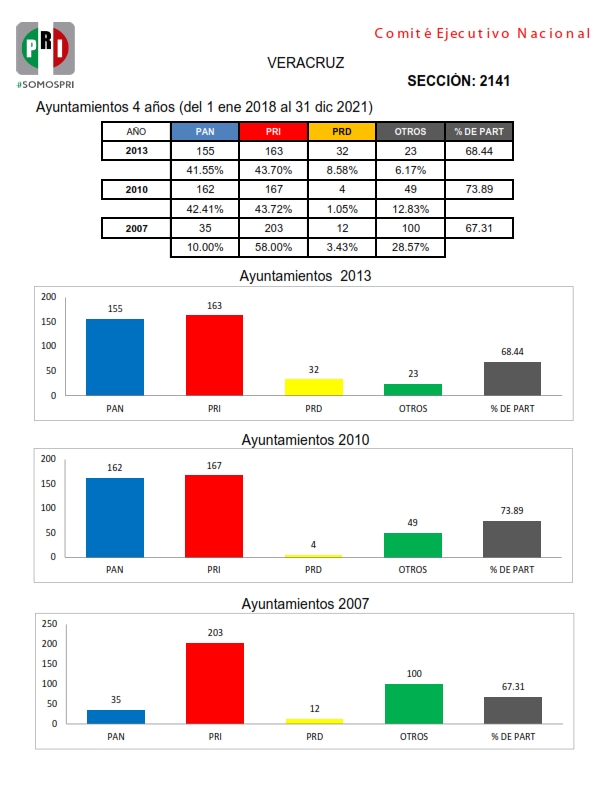 Comité Ejecutivo Nacional
PRI
#SOMOSPRI
VERACRUZ
SECCIÓN: 2141
Ayuntamientos 4 años (del 1 ene 2018 al 31 dic 2021)
AÑO PAN PRI PRD OTROS % DE PART
2013 155 163 32 23 68.44
41.55% 43.70% 8.58% 6.17%
2010 162 167 4 49 73.89
42.41% 43.72% 1.05% 12.83%
2007 35 203 12 100 67.31
10.00% 58.00% 3.43% 28.57%
Ayuntamientos 2013
200
150
100
50
0
155 163 32 23 68.44
PAN PRI PRD OTROS % DE PART
Ayuntamientos 2010
200
150
100
50
0
162 167 4 49 73.89
PAN PRI PRD OTROS % DE PART
Ayuntamientos 2007
250
200
150
100
50
0
35 203 12 100 67.31
PAN PRI PRD OTROS % DE PART